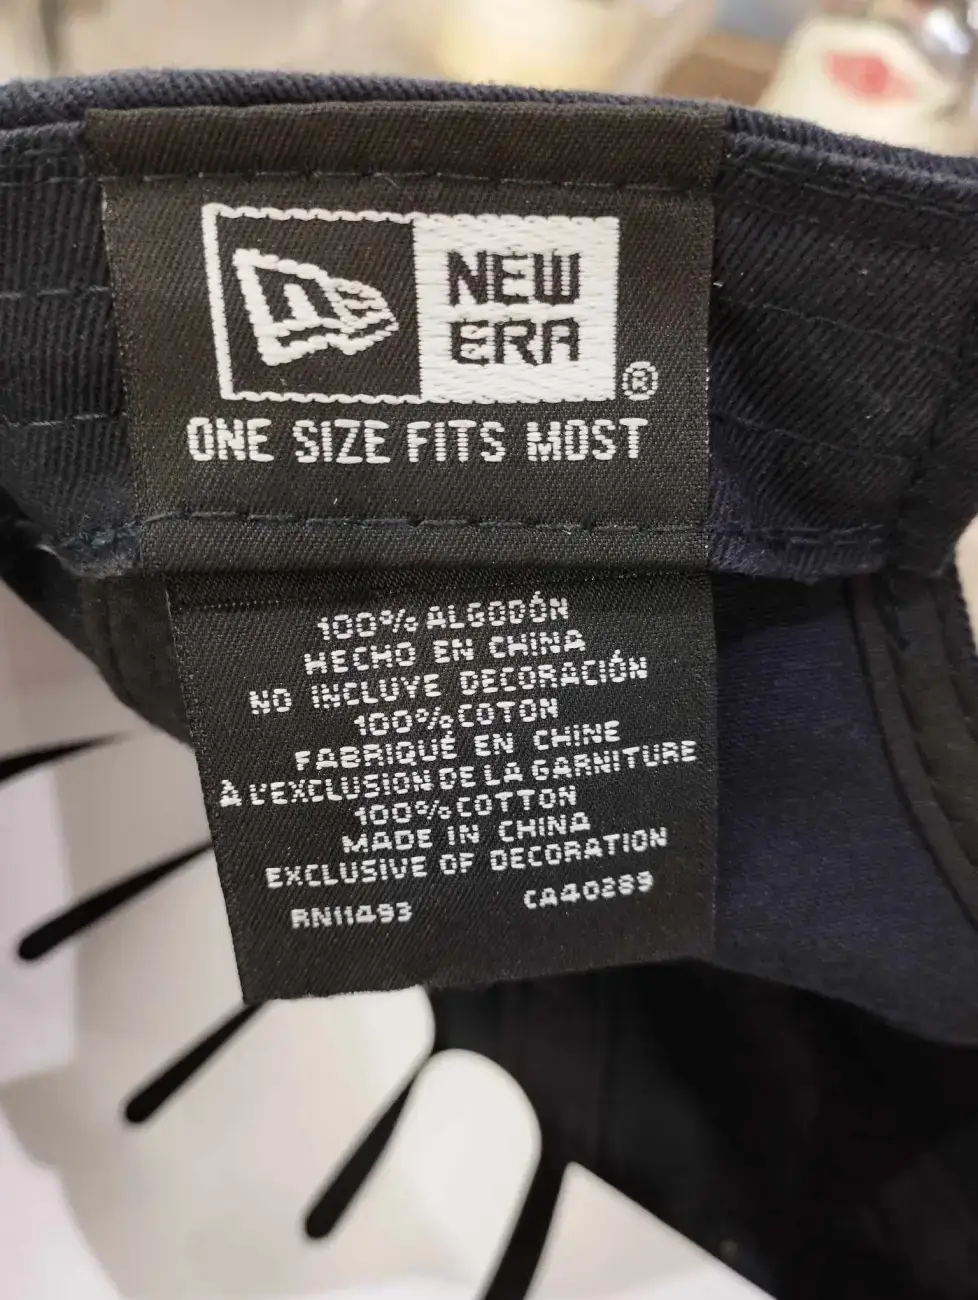 NEW
ERA
®
ONE SIZE FITS MOST
100% ALGODÓN
HECHO EN CHINA
NO INCLUYE DECORACIÓN
100% COTON
FABRIQUÉ EN CHINE
À L'EXCLUSION DE LA GARNITURE
100% COTTON
MADE IN CHINA
EXCLUSIVE OF DECORATION
RN11493 CA40289